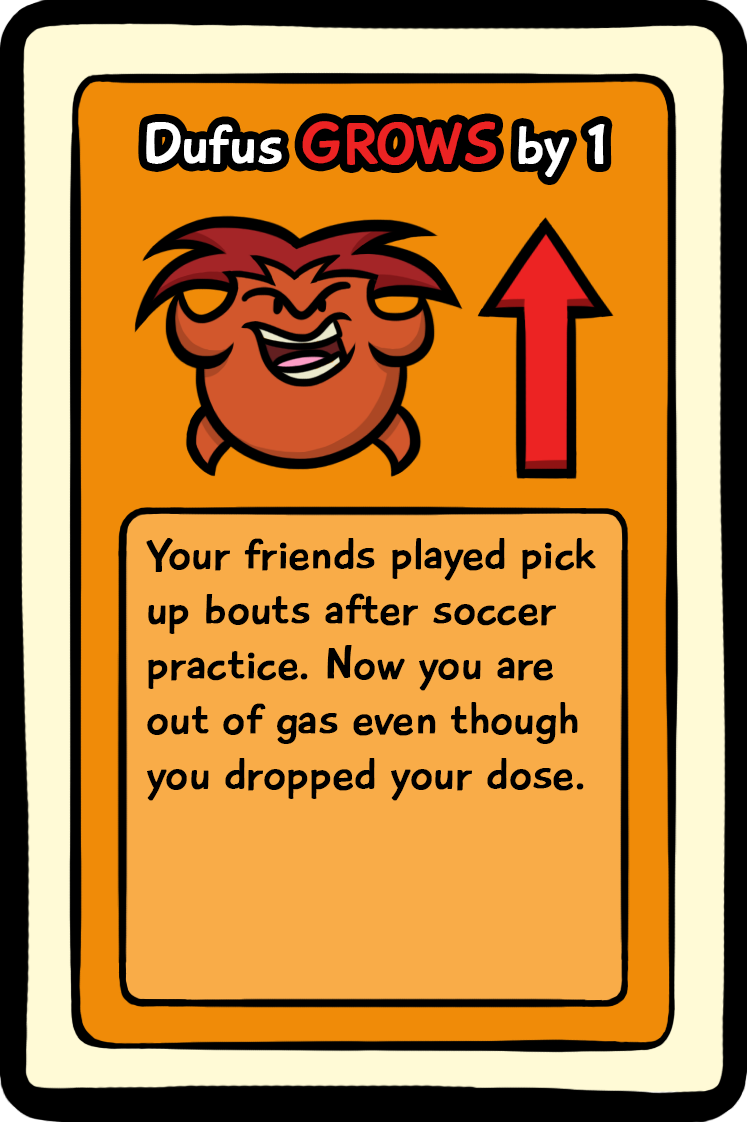 Dufus GROWS by 1
Your friends played pick
up bouts after soccer
practice. Now you are
out of gas even though
you dropped your dose.